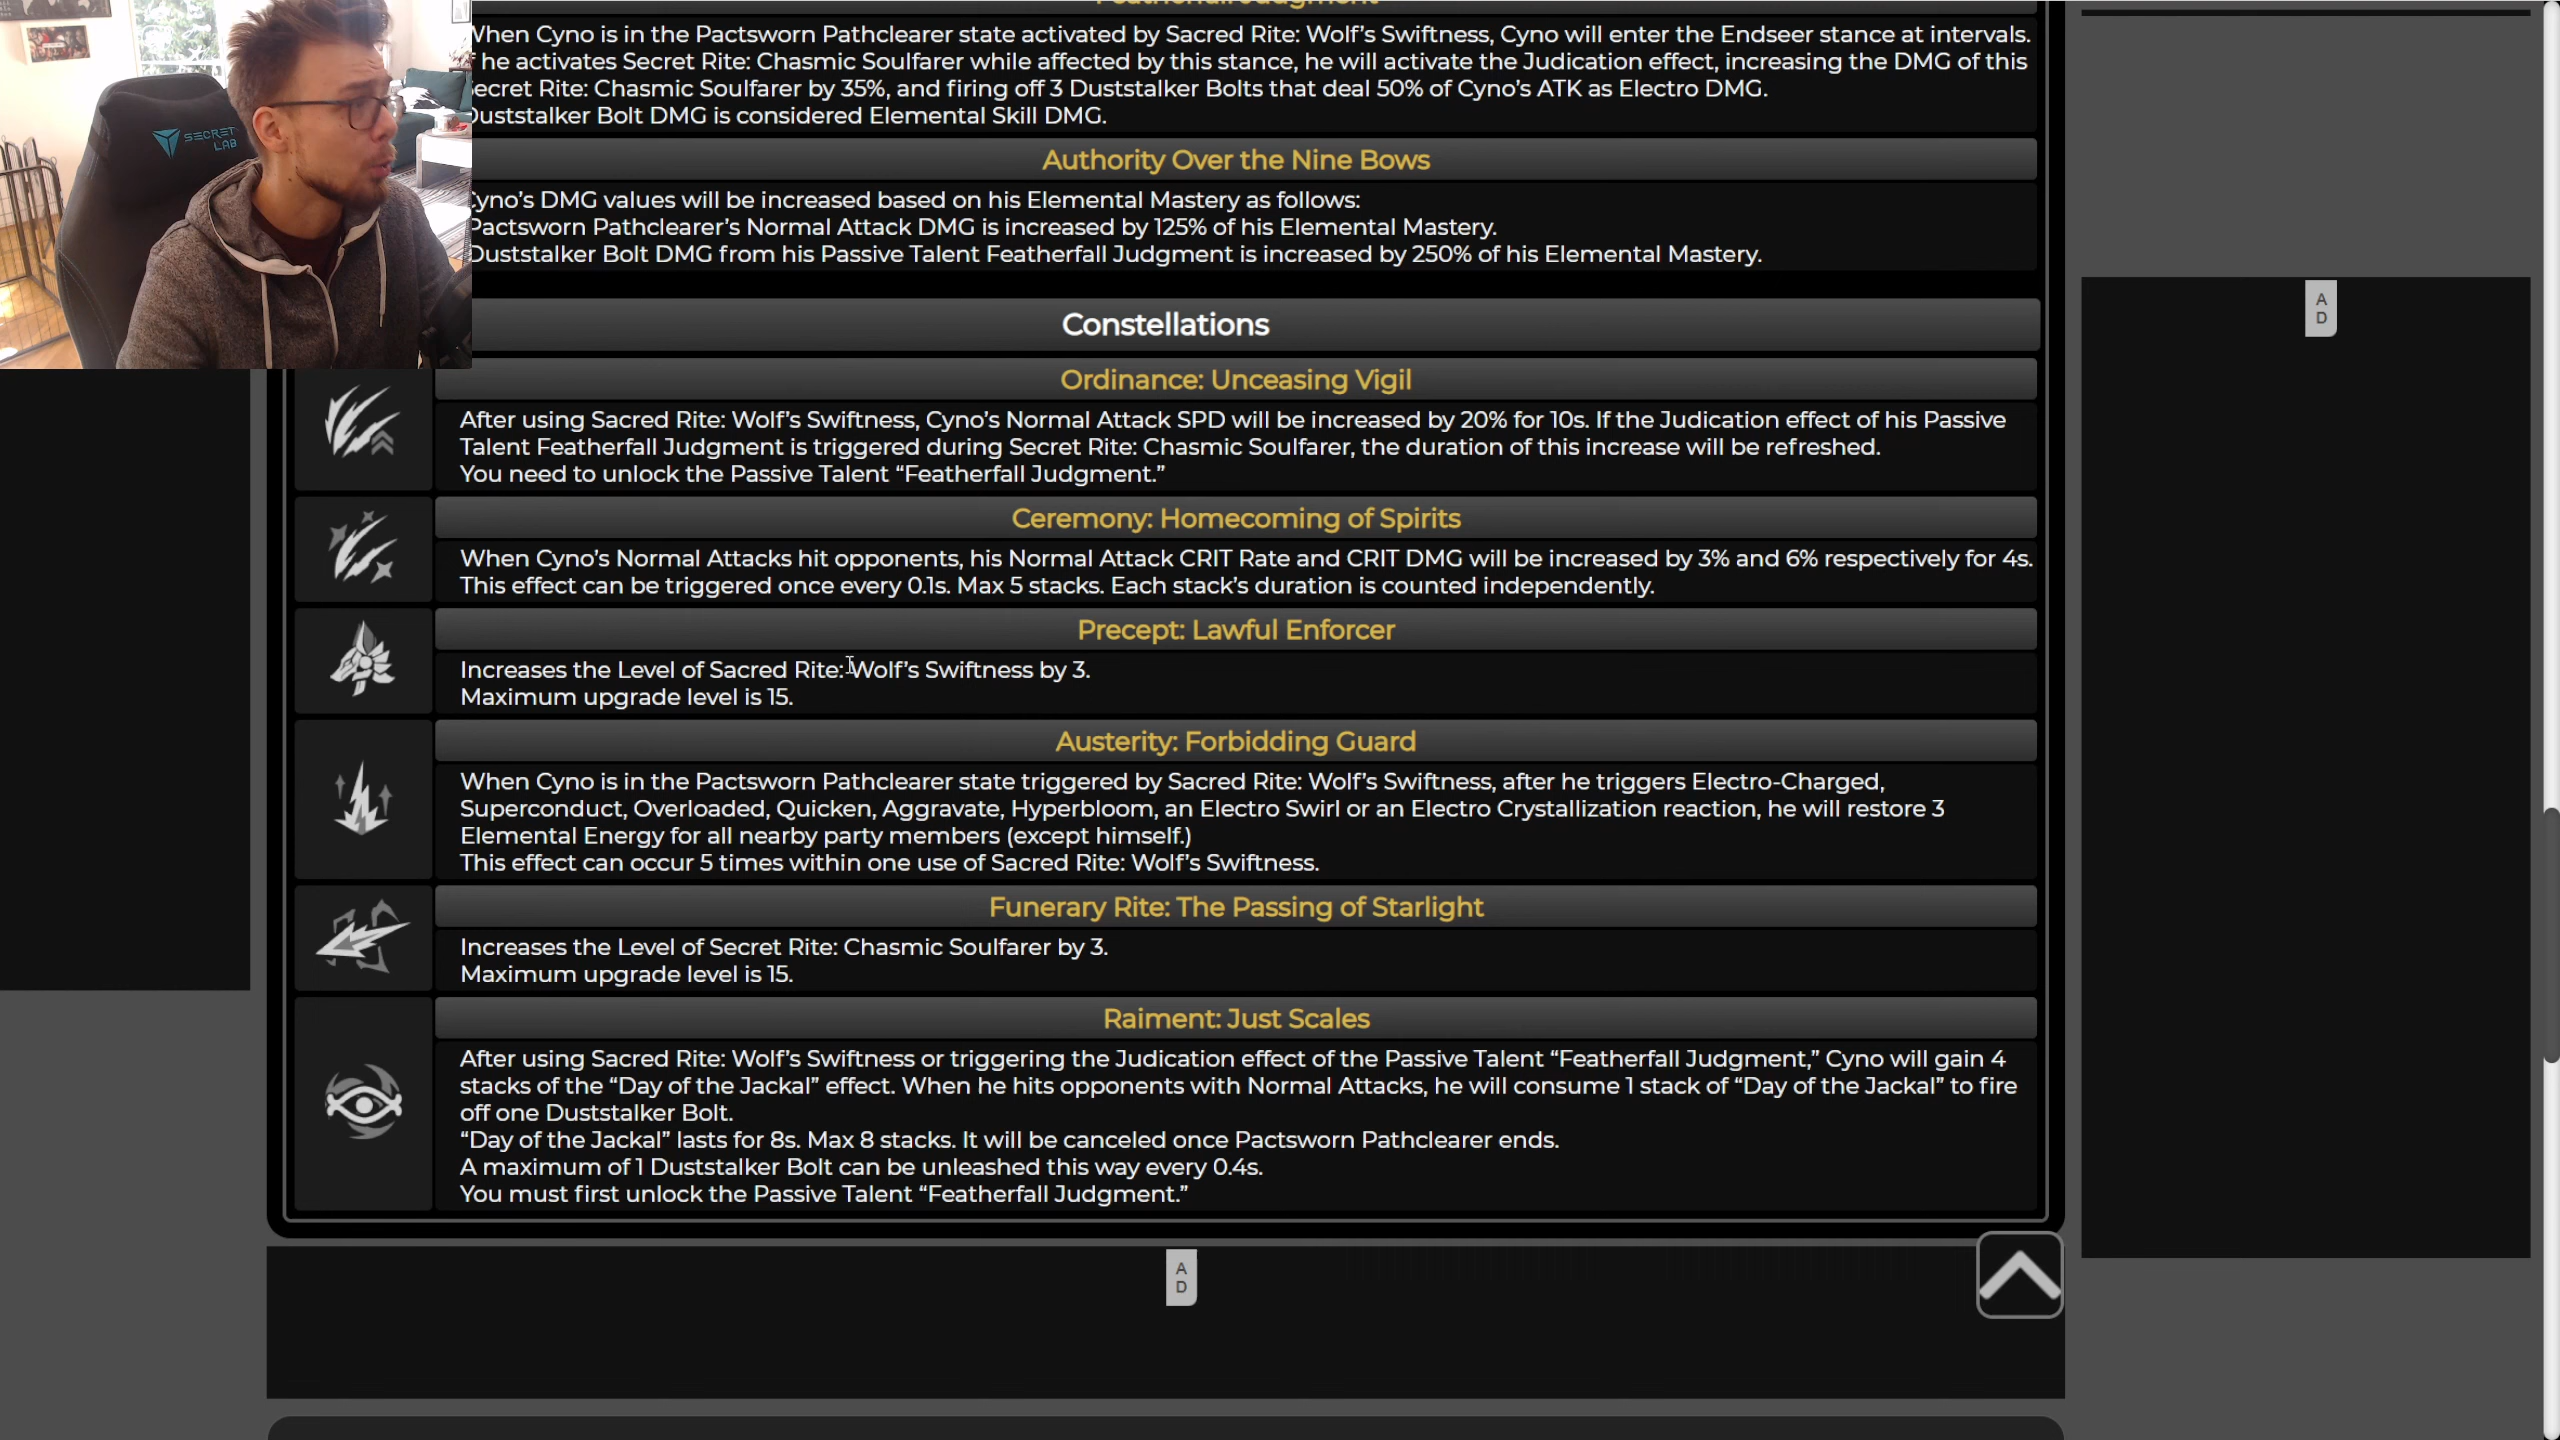 SECRET
LAB
When Cyno is in the Pactsworn Pathclearer state activated by Sacred Rite: Wolf's Swiftness, Cyno will enter the Endseer stance at intervals.
he activates Secret Rite: Chasmic Soulfarer while affected by this stance, he will activate the Judication effect, increasing the DMG of this
Secret Rite: Chasmic Soulfarer by 35%, and firing off 3 Duststalker Bolts that deal 50% of Cyno's ATK as Electro DMG.
Duststalker Bolt DMG is considered Elemental Skill DMG.
Authority Over the Nine Bows
Cyno's DMG values will be increased based on his Elemental Mastery as follows:
Pactsworn Pathclearer's Normal Attack DMG is increased by 125% of his Elemental Mastery.
Duststalker Bolt DMG from his Passive Talent Featherfall Judgment is increased by 250% of his Elemental Mastery.
Constellations
Ordinance: Unceasing Vigil
After using Sacred Rite: Wolf's Swiftness, Cyno's Normal Attack SPD will be increased by 20% for 10s. If the Judication effect of his Passive
Talent Featherfall Judgment is triggered during Secret Rite: Chasmic Soulfarer, the duration of this increase will be refreshed.
You need to unlock the Passive Talent “Featherfall Judgment.”
Ceremony: Homecoming of Spirits
When Cyno's Normal Attacks hit opponents, his Normal Attack CRIT Rate and CRIT DMG will be increased by 3% and 6% respectively for 4s.
This effect can be triggered once every 0.1s. Max 5 stacks. Each stack's duration is counted independently.
Precept: Lawful Enforcer
Increases the Level of Sacred Rite: Wolf's Swiftness by 3.
Maximum upgrade level is 15.
Austerity: Forbidding Guard
When Cyno is in the Pactsworn Pathclearer state triggered by Sacred Rite: Wolf's Swiftness, after he triggers Electro-Charged,
Superconduct, Overloaded, Quicken, Aggravate, Hyperbloom, an Electro Swirl or an Electro Crystallization reaction, he will restore 3
Elemental Energy for all nearby party members (except himself.)
This effect can occur 5 times within one use of Sacred Rite: Wolf's Swiftness.
Funerary Rite: The Passing of Starlight
Increases the Level of Secret Rite: Chasmic Soulfarer by 3.
Maximum upgrade level is 15.
Raiment: Just Scales
After using Sacred Rite: Wolf's Swiftness or triggering the Judication effect of the Passive Talent “Featherfall Judgment,” Cyno will gain 4
stacks of the “Day of the Jackal” effect. When he hits opponents with Normal Attacks, he will consume 1 stack of “Day of the Jackal” to fire
off one Duststalker Bolt.
“Day of the Jackal” lasts for 8s. Max 8 stacks. It will be canceled once Pactsworn Pathclearer ends.
A maximum of 1 Duststalker Bolt can be unleashed this way every 0.4s.
You must first unlock the Passive Talent “Featherfall Judgment.”
A
D
A
D